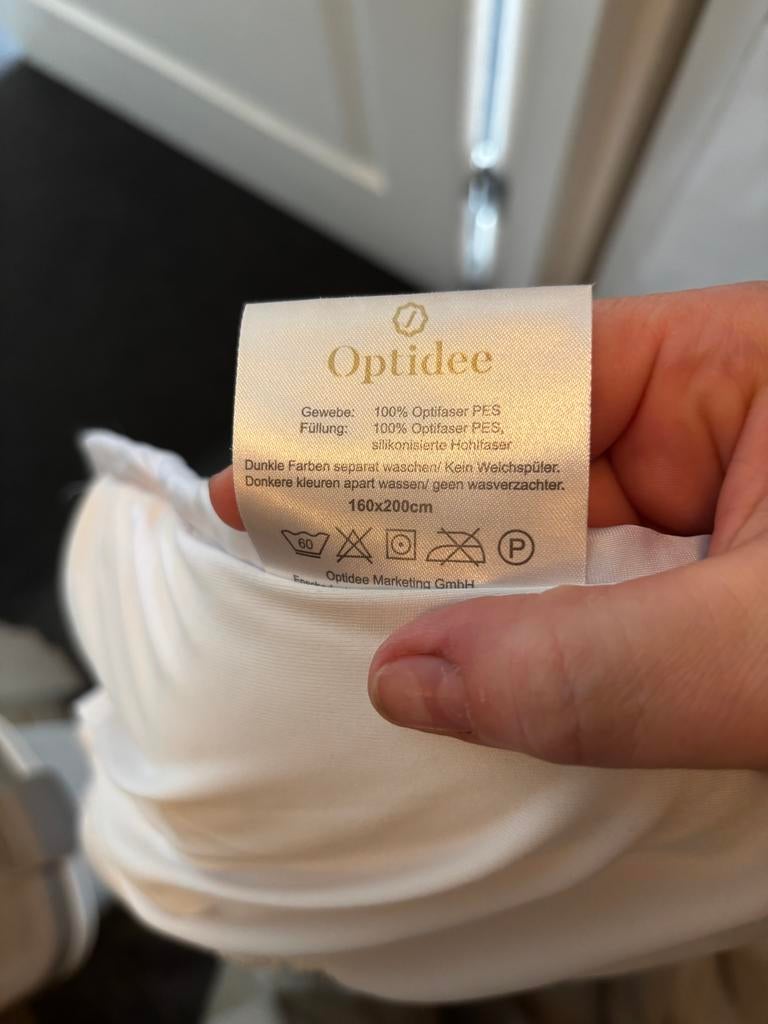 Optidee
Gewebe: 100% Optifaser PES
Füllung: 100% Optifaser PES,
silikonisierte Hohlfaser
Dunkle Farben separat waschen/ Kein Weichspüler.
Donkere kleuren apart wassen/ geen wasverzachter.
160x200cm
60 P
Optidee Marketing GmbH